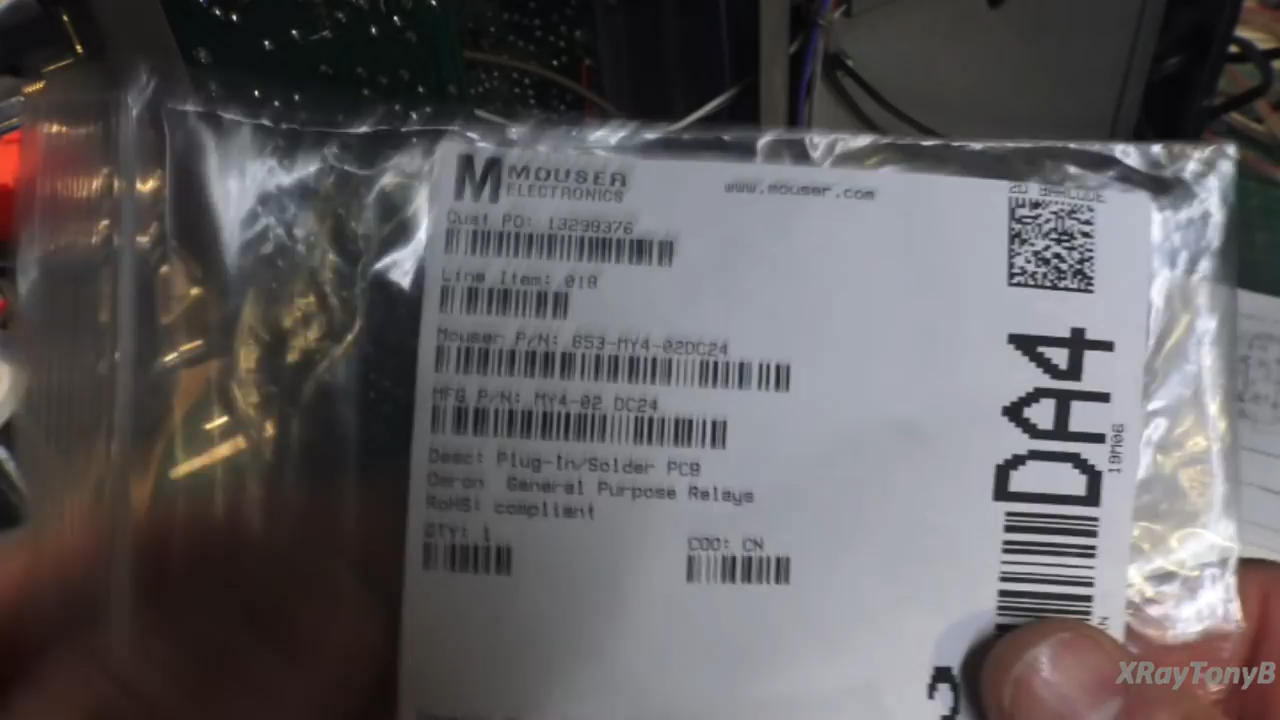 M MOUSER
ELECTRONICS
www.mouser.com
2D BARCODE
Cust PO: 13299376
Line Item: 018
Mouser P/N: 653-MY4-02DC24
MFG P/N: MY4-02 DC24
Desc: Plug-In/Solder PCB
Omron General Purpose Relays
RoHS: compliant
QTY: 1
COO: CN
DA4
19M06
XRayTonyB